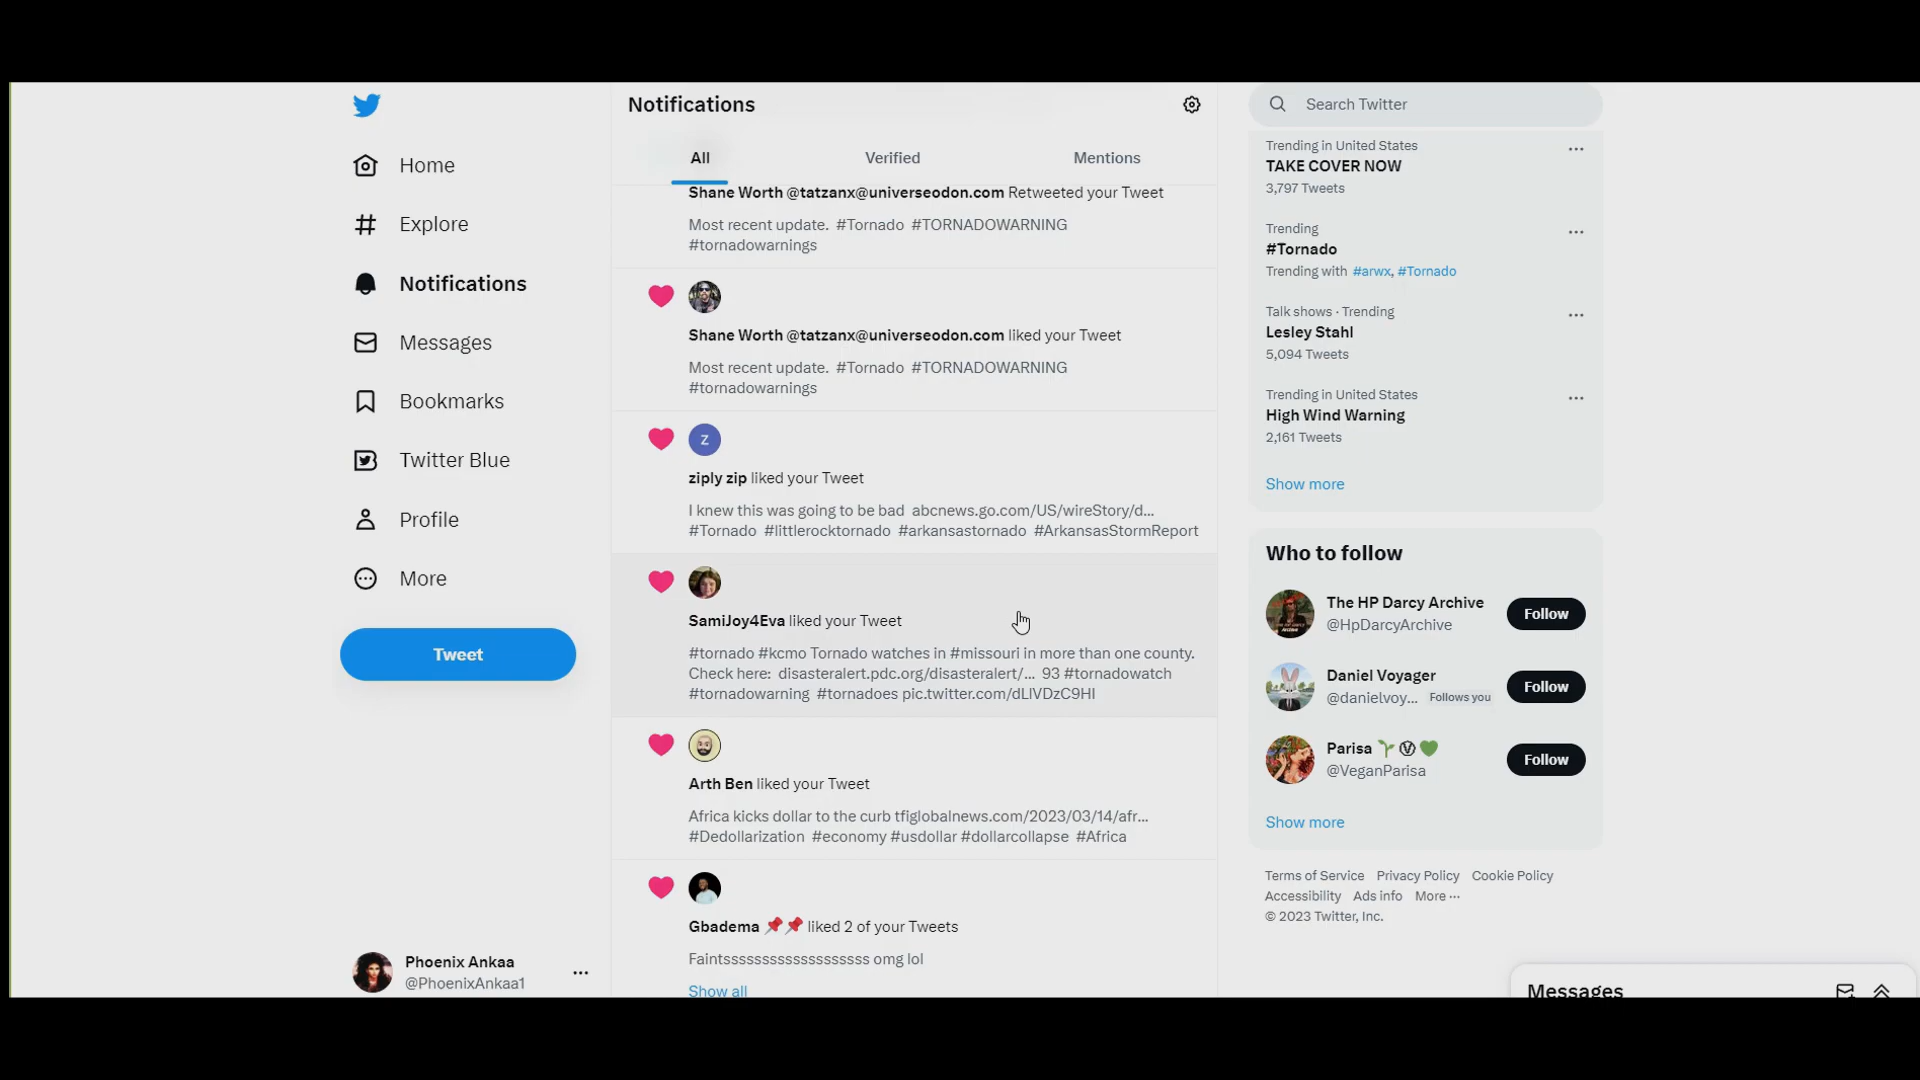 Home
Explore
Notifications
Messages
Bookmarks
Twitter Blue
Profile
More
Tweet
Phoenix Ankaa
@PhoenixAnkaa1
Notifications
All Verified Mentions
Shane Worth @tatzanx@universeodon.com Retweeted your Tweet
Most recent update. #Tornado #TORNADOWARNING
#tornadowarnings
Shane Worth @tatzanx@universeodon.com liked your Tweet
Most recent update. #Tornado #TORNADOWARNING
#tornadowarnings
Z
ziply zip liked your Tweet
I knew this was going to be bad abcnews.go.com/US/wireStory/d...
#Tornado #littlerocktornado #arkansastornado #ArkansasStormReport
SamiJoy4Eva liked your Tweet
#tornado #kcmo Tornado watches in #missouri in more than one county.
Check here: disasteralert.pdc.org/disasteralert/... 93 #tornadowatch
#tornadowarning #tornadoes pic.twitter.com/dLlVDzC9HI
Arth Ben liked your Tweet
Africa kicks dollar to the curb tfiglobalnews.com/2023/03/14/afr...
#Dedollarization #economy #usdollar #dollarcollapse #Africa
Gbadema 📌📌 liked 2 of your Tweets
Faintsssssssssssssssssss omg lol
Show all
Search Twitter
Trending in United States
TAKE COVER NOW
3,797 Tweets
Trending
#Tornado
Trending with #arwx, #Tornado
Talk shows · Trending
Lesley Stahl
5,094 Tweets
Trending in United States
High Wind Warning
2,161 Tweets
Show more
Who to follow
The HP Darcy Archive
@HpDarcyArchive
Follow
Daniel Voyager
@danielvoy... Follows you
Follow
Parisa 🌱Ⓥ💚
@VeganParisa
Follow
Show more
Terms of Service Privacy Policy Cookie Policy
Accessibility Ads info More ···
© 2023 Twitter, Inc.
Messages